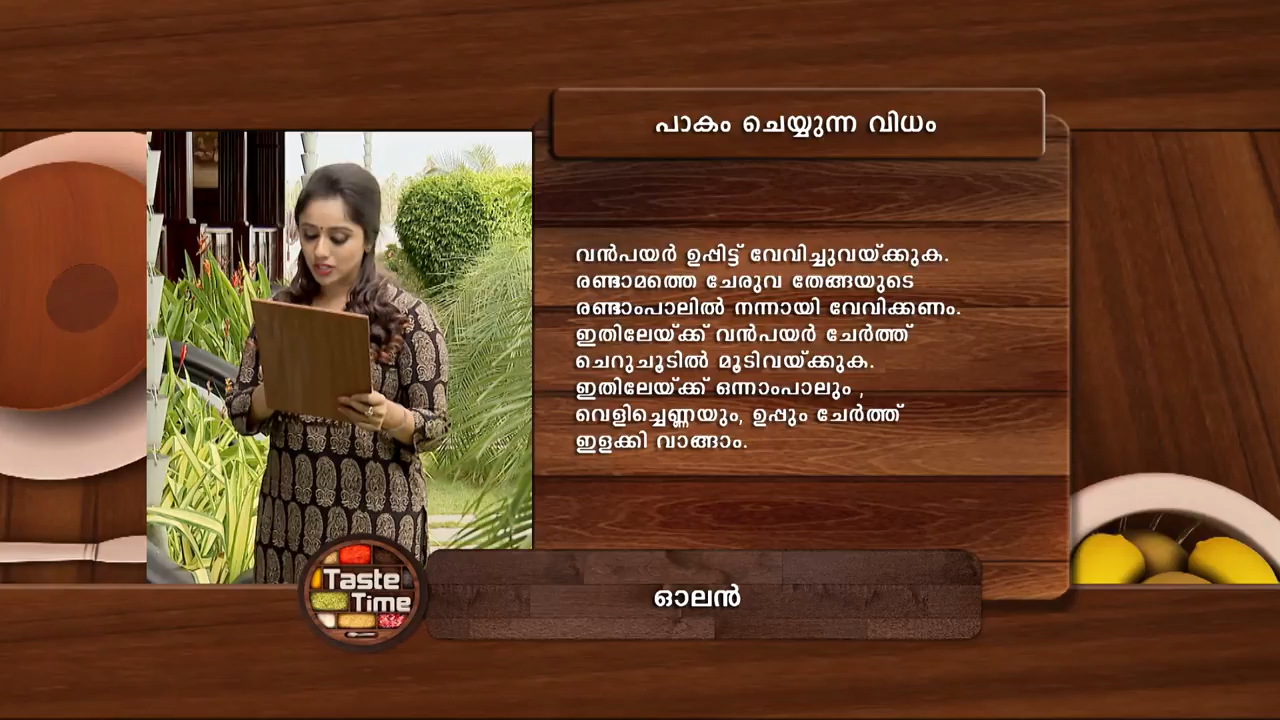 പാകം ചെയ്യുന്ന വിധം
വൻപയർ ഉപ്പിട്ട് വേവിച്ചുവയ്ക്കുക.
രണ്ടാമത്തെ ചേരുവ തേങ്ങയുടെ
രണ്ടാംപാലിൽ നന്നായി വേവിക്കണം.
ഇതിലേയ്ക്ക് വൻപയർ ചേർത്ത്
ചെറുചൂടിൽ മൂടിവയ്ക്കുക.
ഇതിലേയ്ക്ക് ഒന്നാംപാലും ,
വെളിച്ചെണ്ണയും, ഉപ്പും ചേർത്ത്
ഇളക്കി വാങ്ങാം.
Taste
Time
ഓലൻ